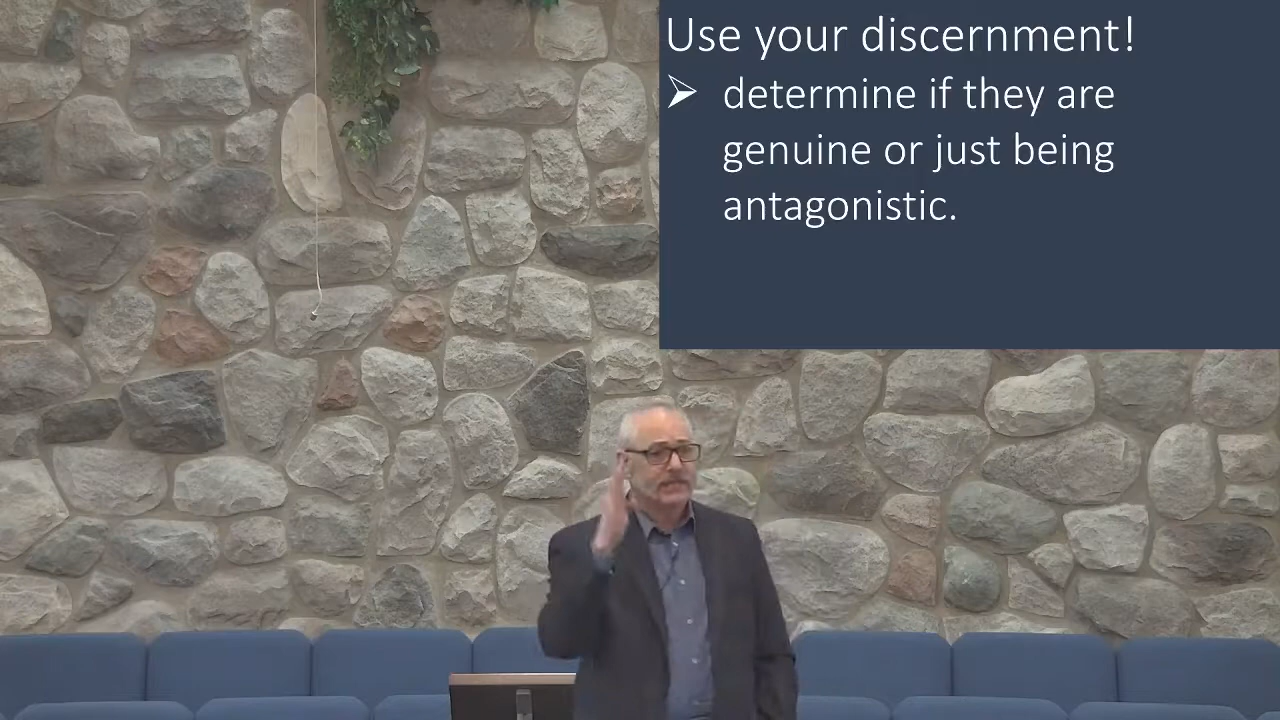 Use your discernment!
➢ determine if they are
genuine or just being
antagonistic.